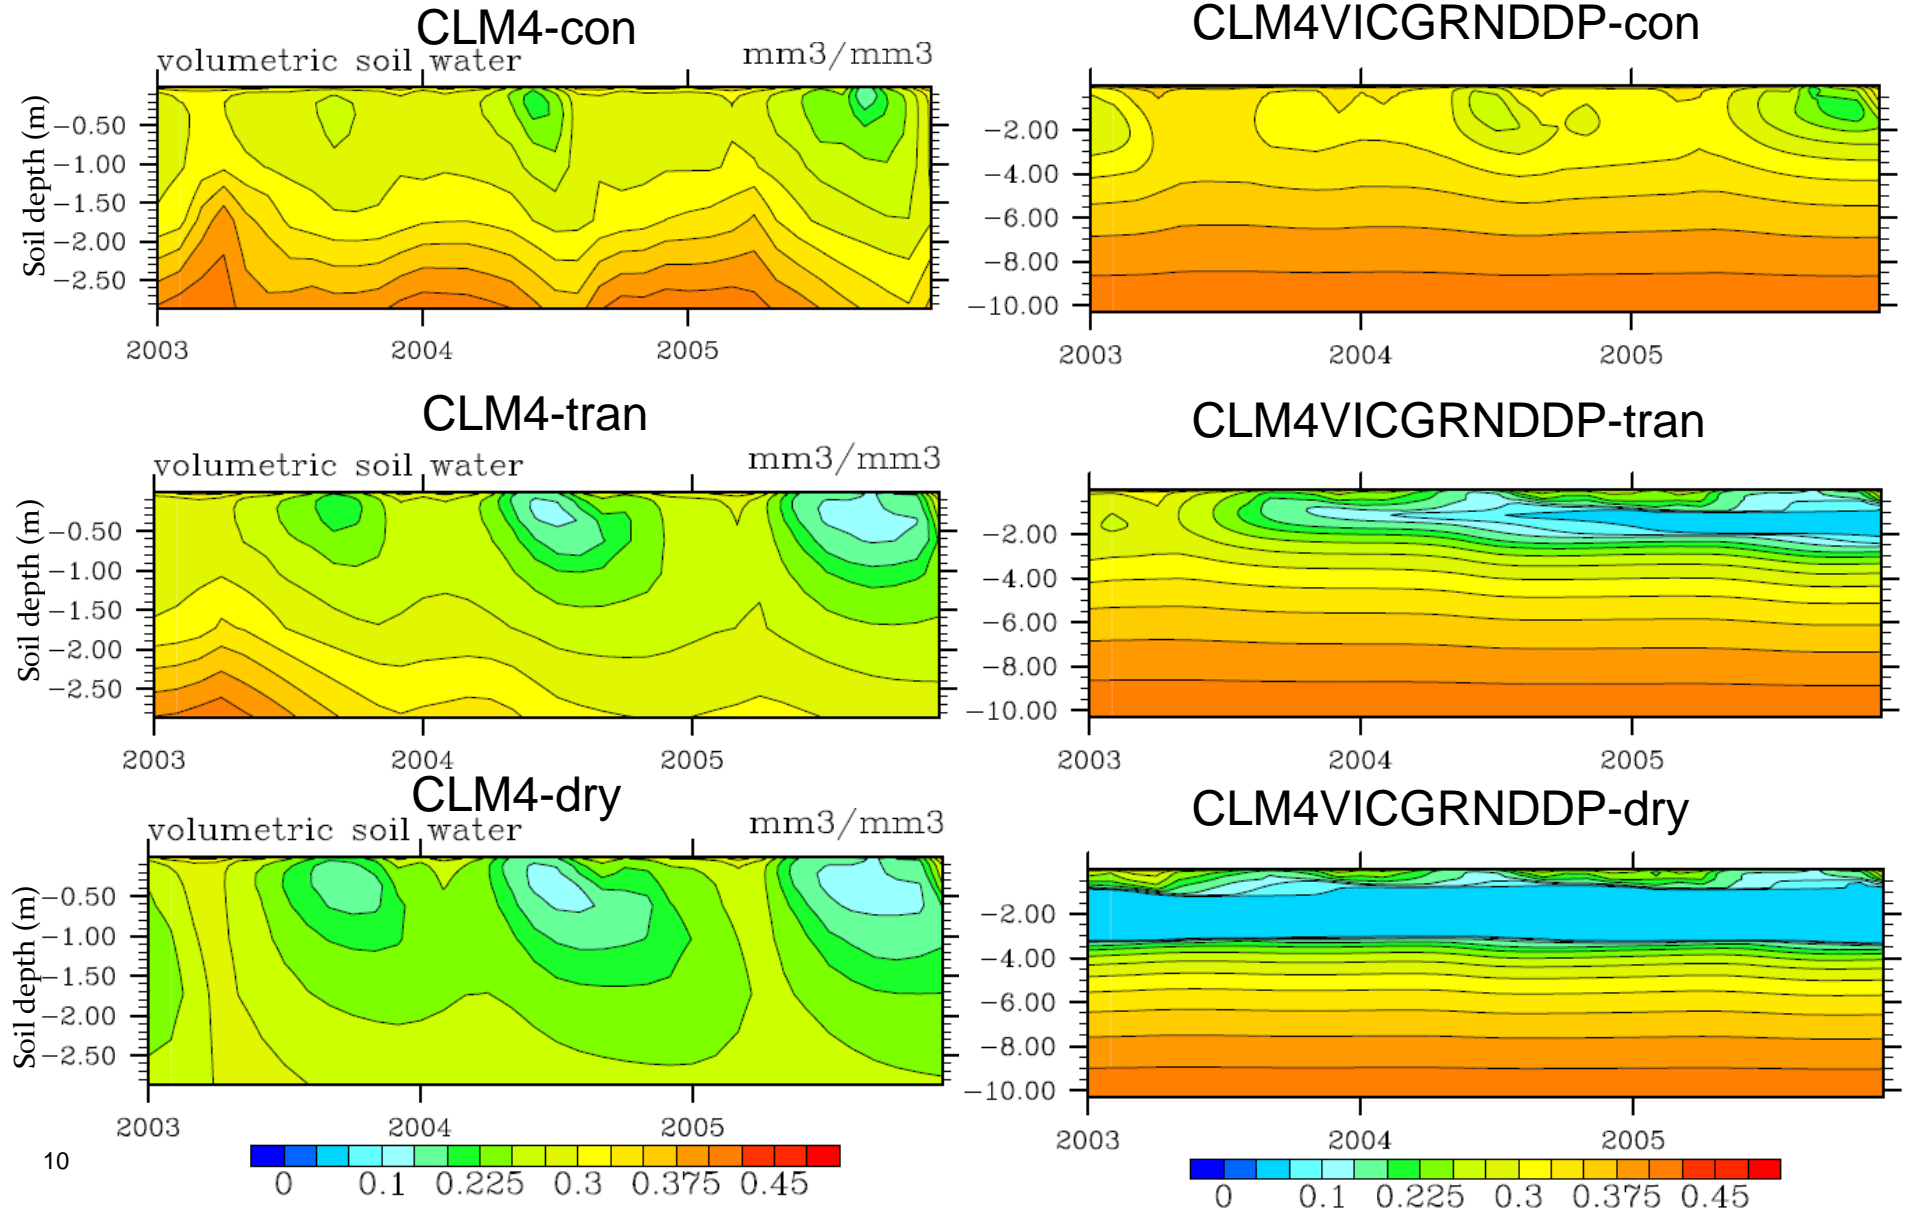 CLM4-con
volumetric soil water mm3/mm3
Soil depth (m)
−0.50
−1.00
−1.50
−2.00
−2.50
2003 2004 2005
CLM4VICGRNDDP-con
−2.00
−4.00
−6.00
−8.00
−10.00
2003 2004 2005
CLM4-tran
volumetric soil water mm3/mm3
Soil depth (m)
−0.50
−1.00
−1.50
−2.00
−2.50
2003 2004 2005
CLM4VICGRNDDP-tran
−2.00
−4.00
−6.00
−8.00
−10.00
2003 2004 2005
CLM4-dry
volumetric soil water mm3/mm3
Soil depth (m)
−0.50
−1.00
−1.50
−2.00
−2.50
2003 2004 2005
CLM4VICGRNDDP-dry
−2.00
−4.00
−6.00
−8.00
−10.00
2003 2004 2005
10
0 0.1 0.225 0.3 0.375 0.45
0 0.1 0.225 0.3 0.375 0.45